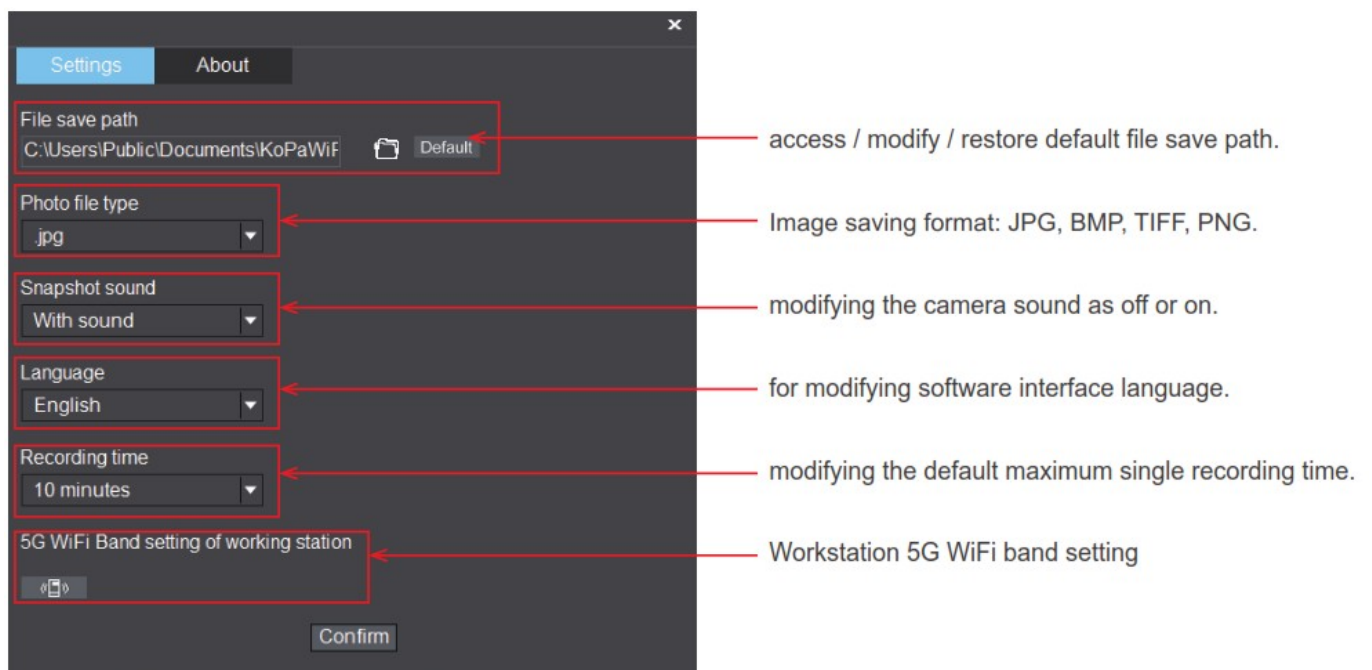 ×
Settings About
File save path
C:\Users\Public\Documents\KoPaWiF Default
access / modify / restore default file save path.
Photo file type
.jpg
Image saving format: JPG, BMP, TIFF, PNG.
Snapshot sound
With sound
modifying the camera sound as off or on.
Language
English
for modifying software interface language.
Recording time
10 minutes
modifying the default maximum single recording time.
5G WiFi Band setting of working station
Workstation 5G WiFi band setting
Confirm